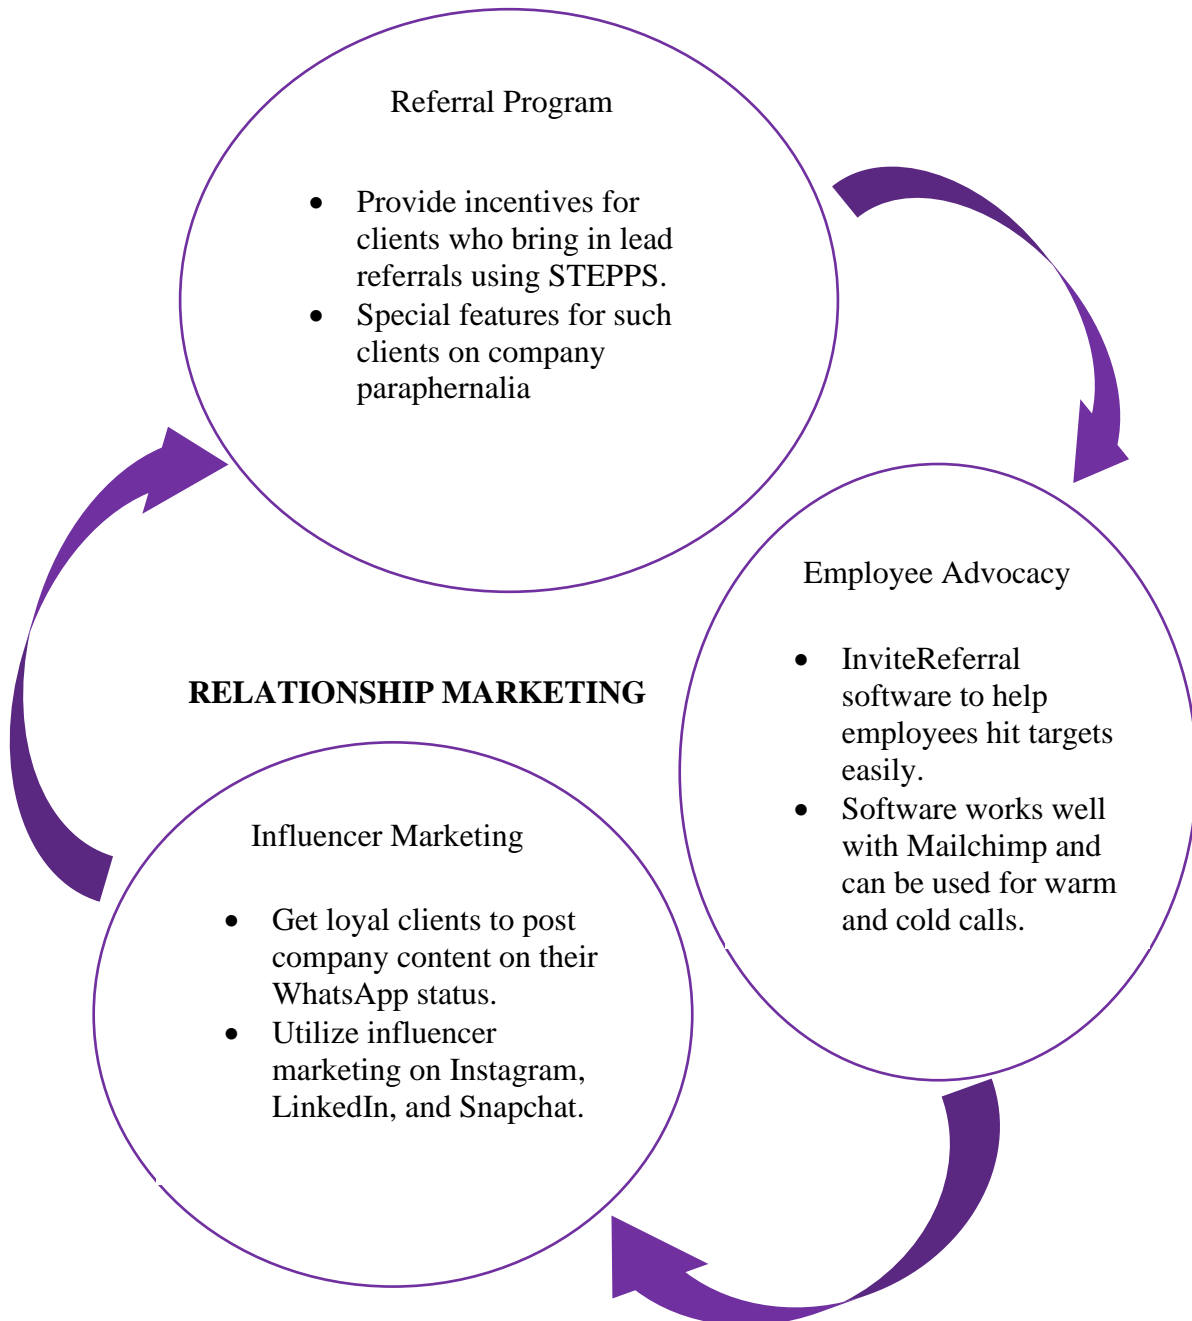 Referral Program
• Provide incentives for
clients who bring in lead
referrals using STEPPS.
• Special features for such
clients on company
paraphernalia
Employee Advocacy
• InviteReferral
software to help
employees hit targets
easily.
• Software works well
with Mailchimp and
can be used for warm
and cold calls.
RELATIONSHIP MARKETING
Influencer Marketing
• Get loyal clients to post
company content on their
WhatsApp status.
• Utilize influencer
marketing on Instagram,
LinkedIn, and Snapchat.